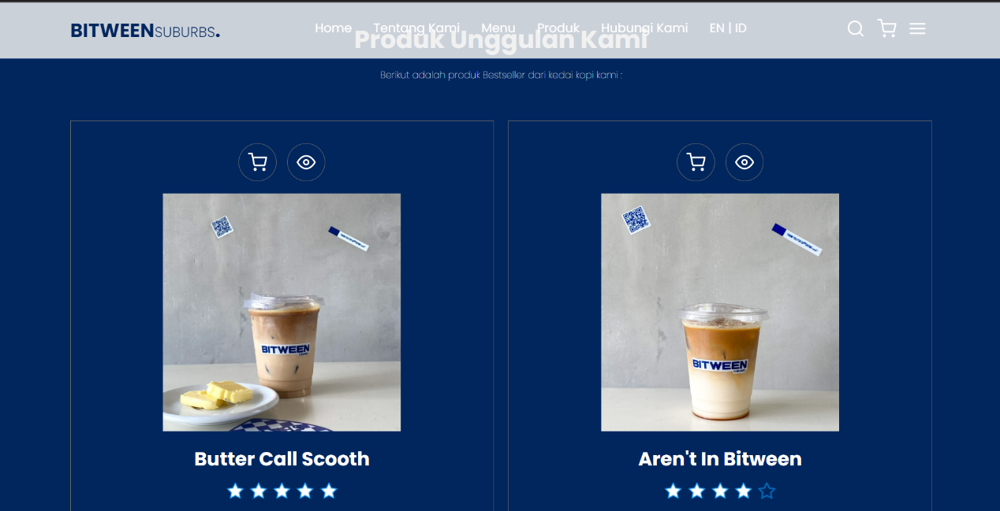 BITWEENSUBURBS.
Home Tentang Kami Menu Produk Hubungi Kami EN | ID
Produk Unggulan Kami
Berikut adalah produk Bestseller dari kedai kopi kami :
BITWEEN
BITWEEN
Butter Call Scooth
Aren't In Bitween